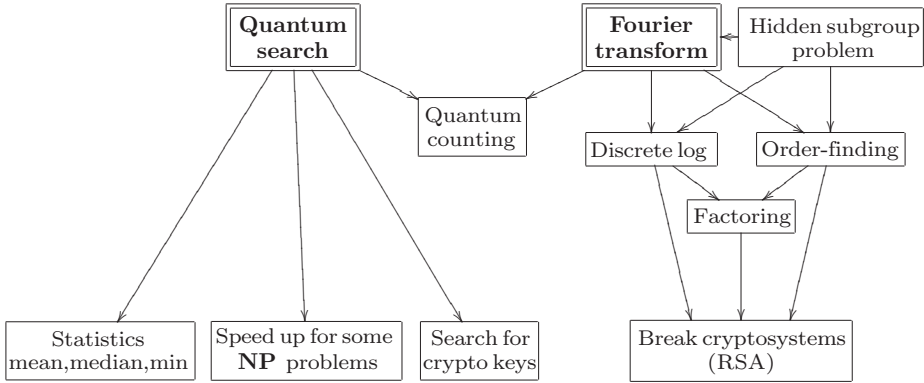 Quantum
search
Fourier
transform
Hidden subgroup
problem
Quantum
counting
Discrete log
Order-finding
Factoring
Statistics
mean,median,min
Speed up for some
NP problems
Search for
crypto keys
Break cryptosystems
(RSA)